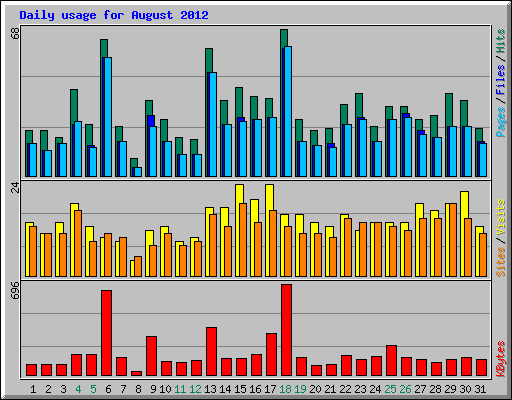 Daily usage for August 2012
68
Pages / Files / Hits
24
Sites / Visits
696
KBytes
1 2 3 4 5 6 7 8 9 10 11 12 13 14 15 16 17 18 19 20 21 22 23 24 25 26 27 28 29 30 31